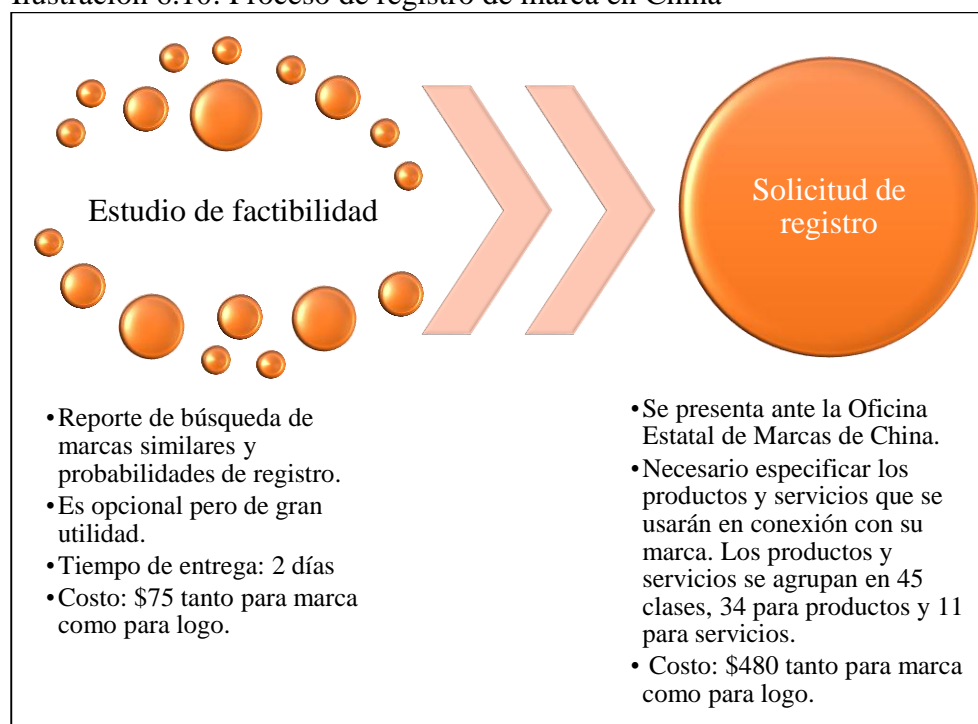 Ilustración 6.10: Proceso de registro de marca en China
Estudio de factibilidad
•Reporte de búsqueda de
marcas similares y
probabilidades de registro.
•Es opcional pero de gran
utilidad.
•Tiempo de entrega: 2 días
•Costo: $75 tanto para marca
como para logo.
Solicitud de
registro
•Se presenta ante la Oficina
Estatal de Marcas de China.
•Necesario especificar los
productos y servicios que se
usarán en conexión con su
marca. Los productos y
servicios se agrupan en 45
clases, 34 para productos y 11
para servicios.
• Costo: $480 tanto para marca
como para logo.